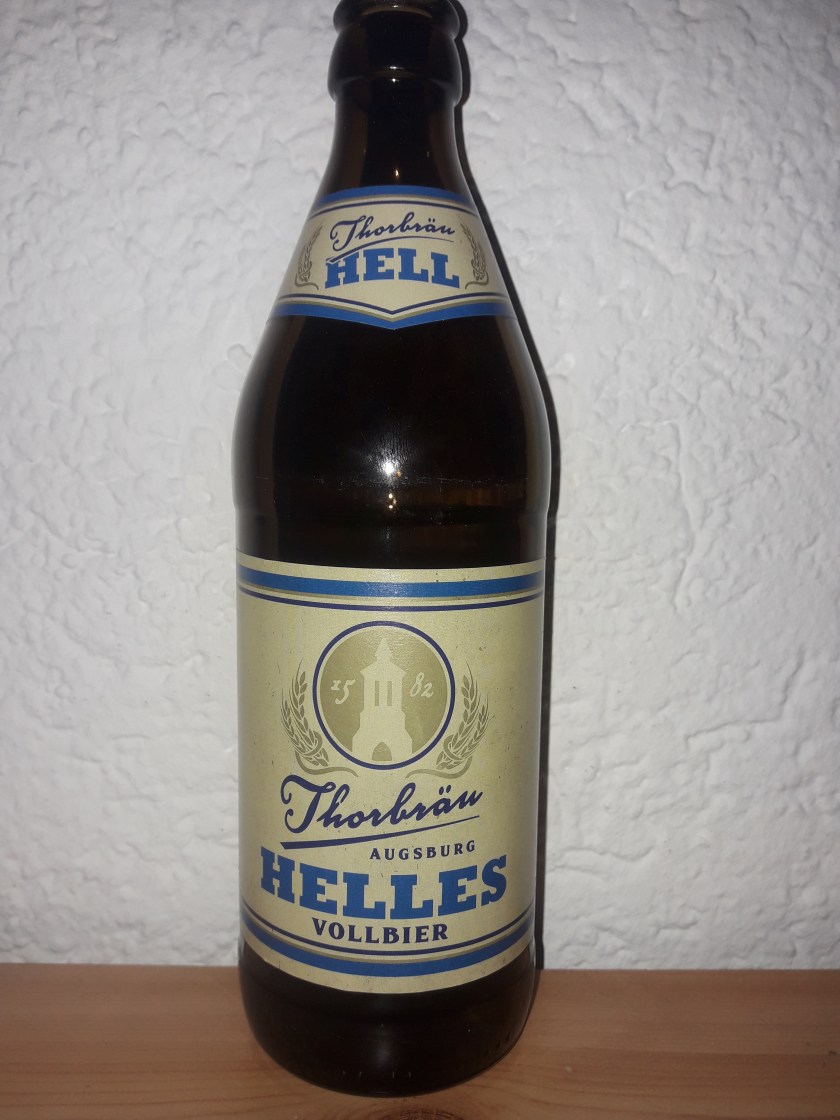 Thorbräu
HELL
15 82
Thorbräu
AUGSBURG
HELLES
VOLLBIER